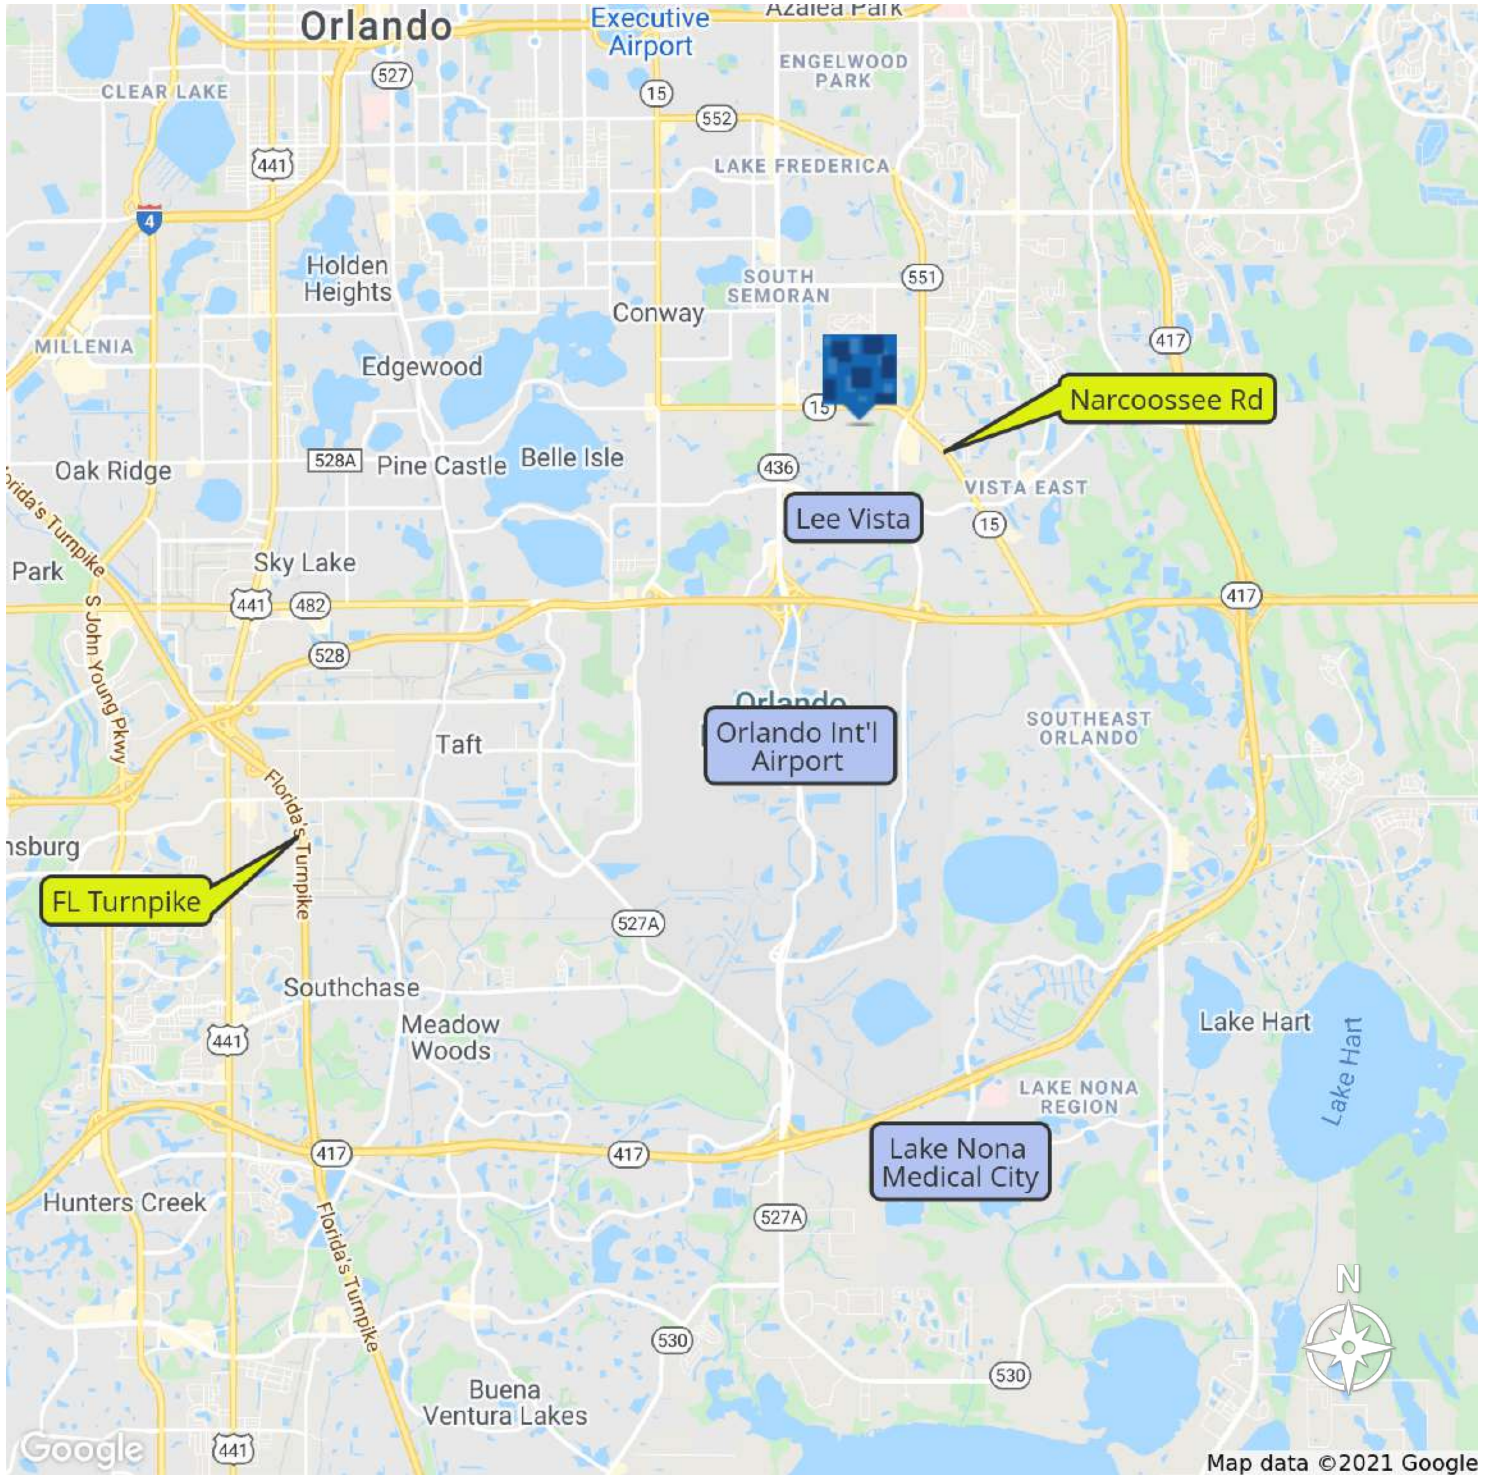 Orlando
Executive
Airport
Azalea Park
527
CLEAR LAKE
15
ENGELWOOD
PARK
552
441
LAKE FREDERICA
4
Holden
Heights
SOUTH
SEMORAN
551
Conway
MILLENIA
417
Edgewood
15
Narcoossee Rd
Oak Ridge
528A
Pine Castle
Belle Isle
436
VISTA EAST
Lee Vista
15
Florida's Turnpike
Park
Sky Lake
441
482
417
S John Young Pkwy
528
Orlando
Orlando Int'l
Airport
SOUTHEAST
ORLANDO
Taft
Florida's Turnpike
nsburg
FL Turnpike
527A
Southchase
Meadow
Woods
441
Lake Hart
Lake Hart
LAKE NONA
REGION
417
417
Lake Nona
Medical City
Hunters Creek
527A
Florida's Turnpike
N
530
530
Buena
Ventura Lakes
441
Google
Map data ©2021 Google